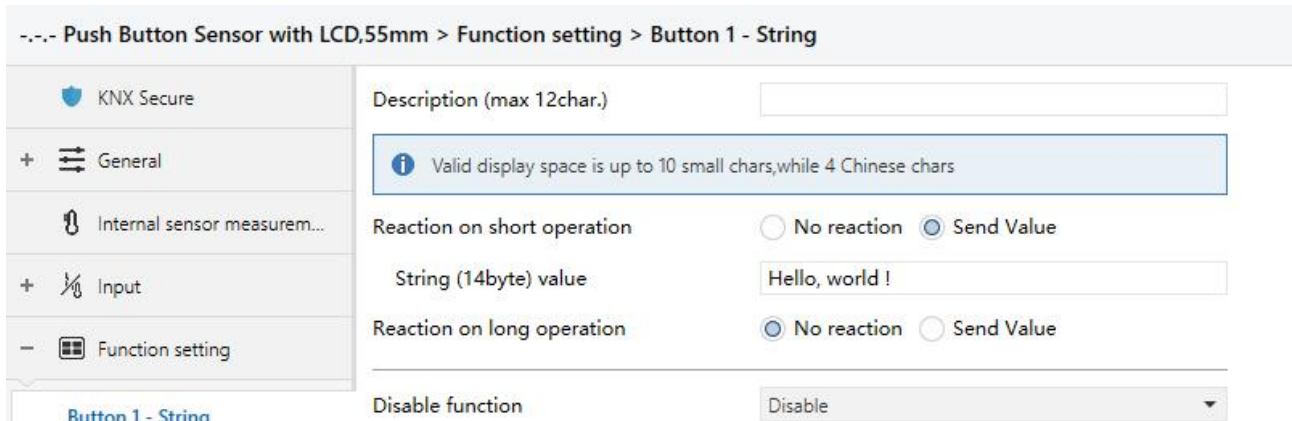 -.-.- Push Button Sensor with LCD,55mm > Function setting > Button 1 - String
KNX Secure
+ General
Internal sensor measurem...
+ Input
− Function setting
Button 1 - String
Description (max 12char.)
Valid display space is up to 10 small chars,while 4 Chinese chars
Reaction on short operation No reaction Send Value
String (14byte) value Hello, world !
Reaction on long operation No reaction Send Value
Disable function Disable